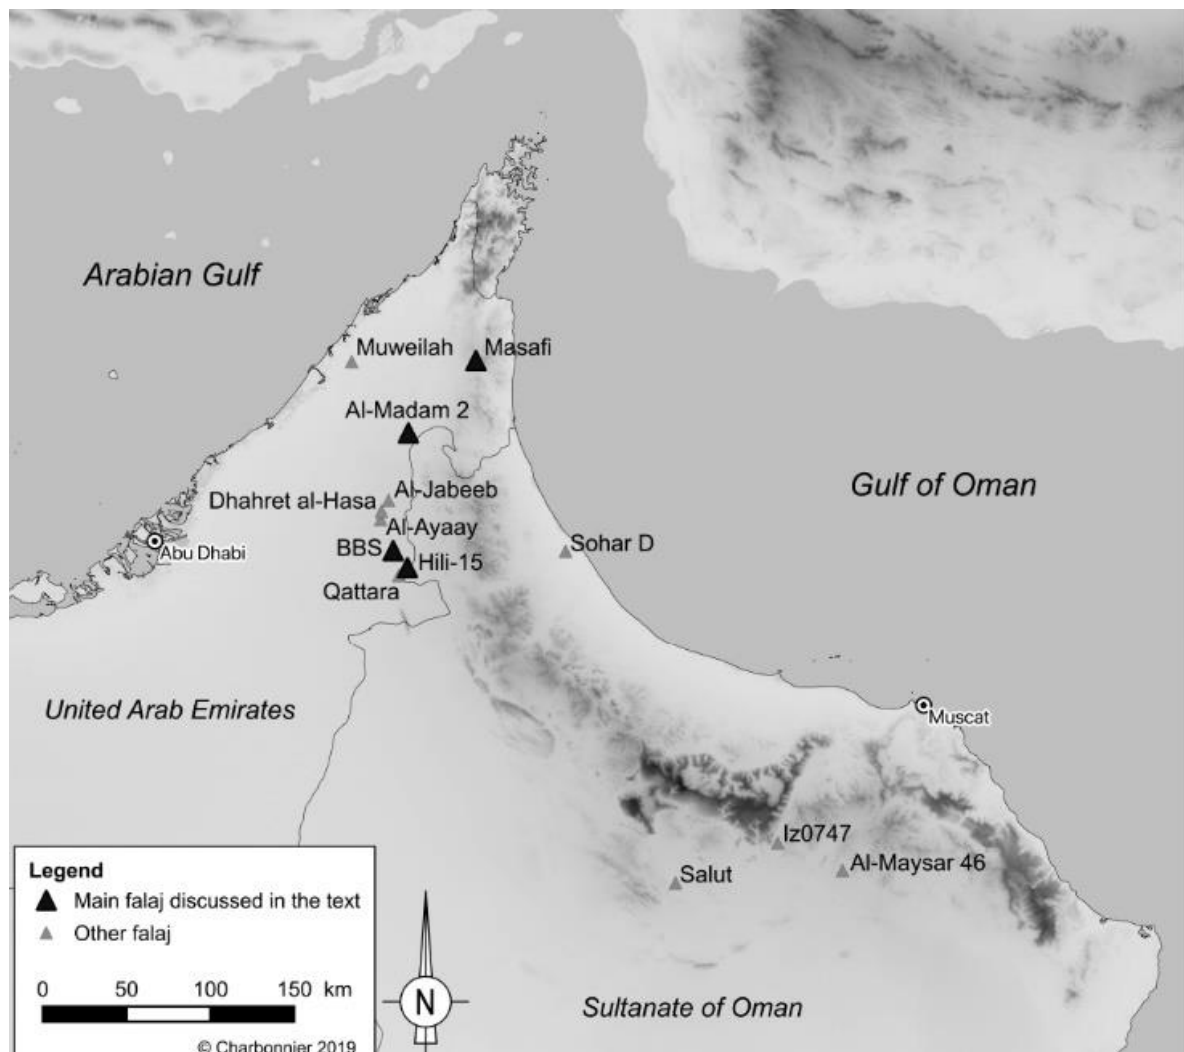 Arabian Gulf
Muweilah
Masafi
Al-Madam 2
Gulf of Oman
Al-Jabeeb
Dhahret al-Hasa
Al-Ayaay
Abu Dhabi
BBS
Sohar D
Hili-15
Qattara
United Arab Emirates
Muscat
Iz0747
Al-Maysar 46
Salut
Legend
Main falaj discussed in the text
Other falaj
0 50 100 150 km
N
Sultanate of Oman
© Charbonnier 2019